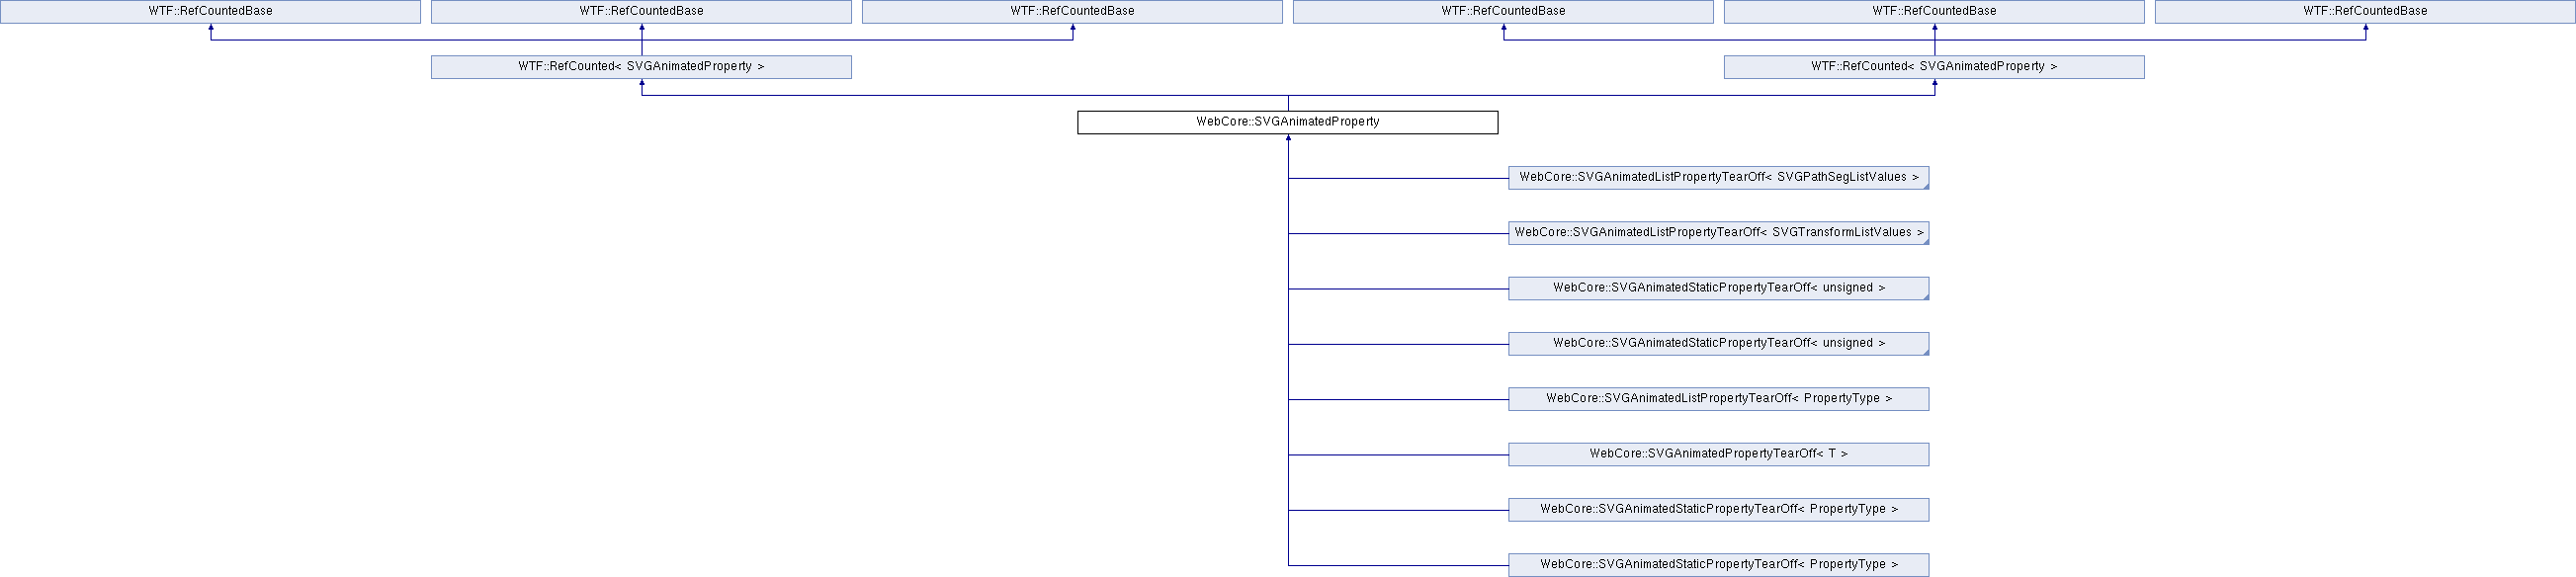 WTF::RefCountedBase
WTF::RefCountedBase
WTF::RefCountedBase
WTF::RefCountedBase
WTF::RefCountedBase
WTF::RefCountedBase
WTF::RefCounted< SVGAnimatedProperty >
WTF::RefCounted< SVGAnimatedProperty >
WebCore::SVGAnimatedProperty
WebCore::SVGAnimatedListPropertyTearOff< SVGPathSegListValues >
WebCore::SVGAnimatedListPropertyTearOff< SVGTransformListValues >
WebCore::SVGAnimatedStaticPropertyTearOff< unsigned >
WebCore::SVGAnimatedStaticPropertyTearOff< unsigned >
WebCore::SVGAnimatedListPropertyTearOff< PropertyType >
WebCore::SVGAnimatedPropertyTearOff< T >
WebCore::SVGAnimatedStaticPropertyTearOff< PropertyType >
WebCore::SVGAnimatedStaticPropertyTearOff< PropertyType >